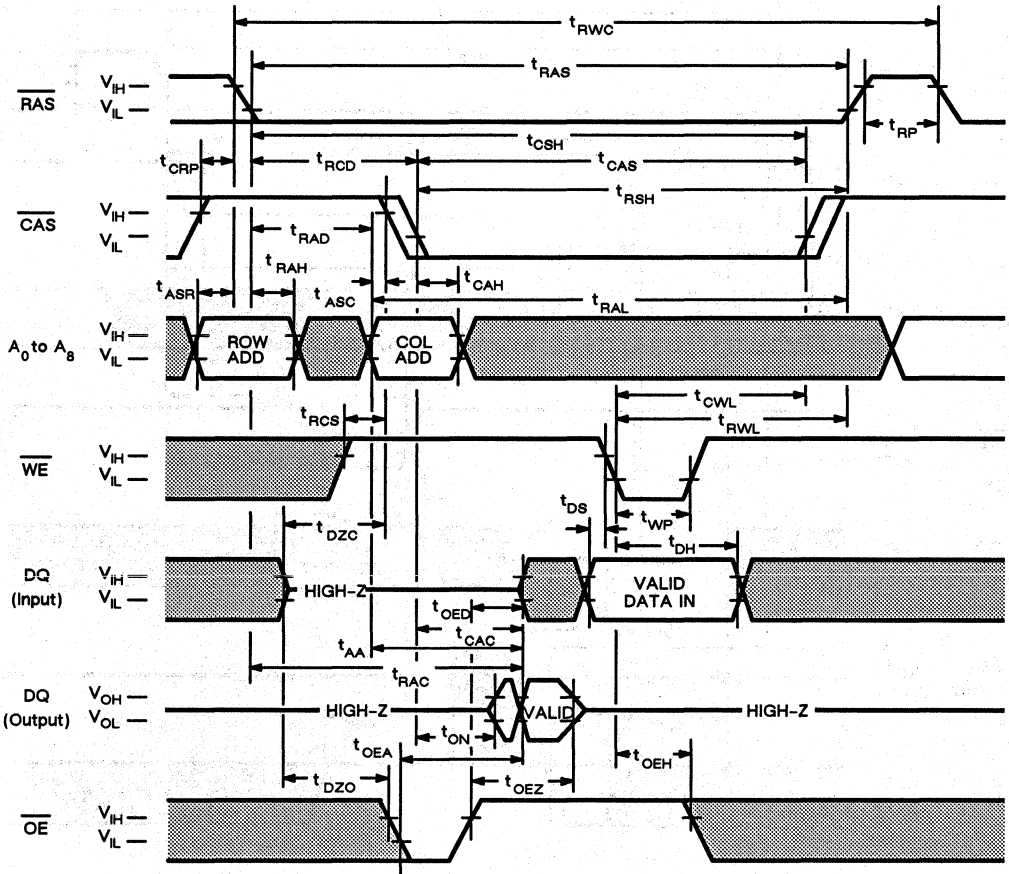 tRWC
tRAS
RAS
VIH
VIL
tRP
tCSH
tCRP
tRCD
tCAS
tRSH
CAS
VIH
VIL
tRAD
tRAH
tASR
tASC
tCAH
tRAL
A0 to A8
VIH
VIL
ROW ADD
COL ADD
tCWL
tRCS
tRWL
WE
VIH
VIL
tDS
tWP
tDZC
tDH
DQ (Input)
VIH
VIL
HIGH-Z
VALID DATA IN
tOED
tCAC
tAA
tRAC
DQ (Output)
VOH
VOL
HIGH-Z
VALID
HIGH-Z
tON
tOEA
tOEH
tDZO
tOEZ
OE
VIH
VIL